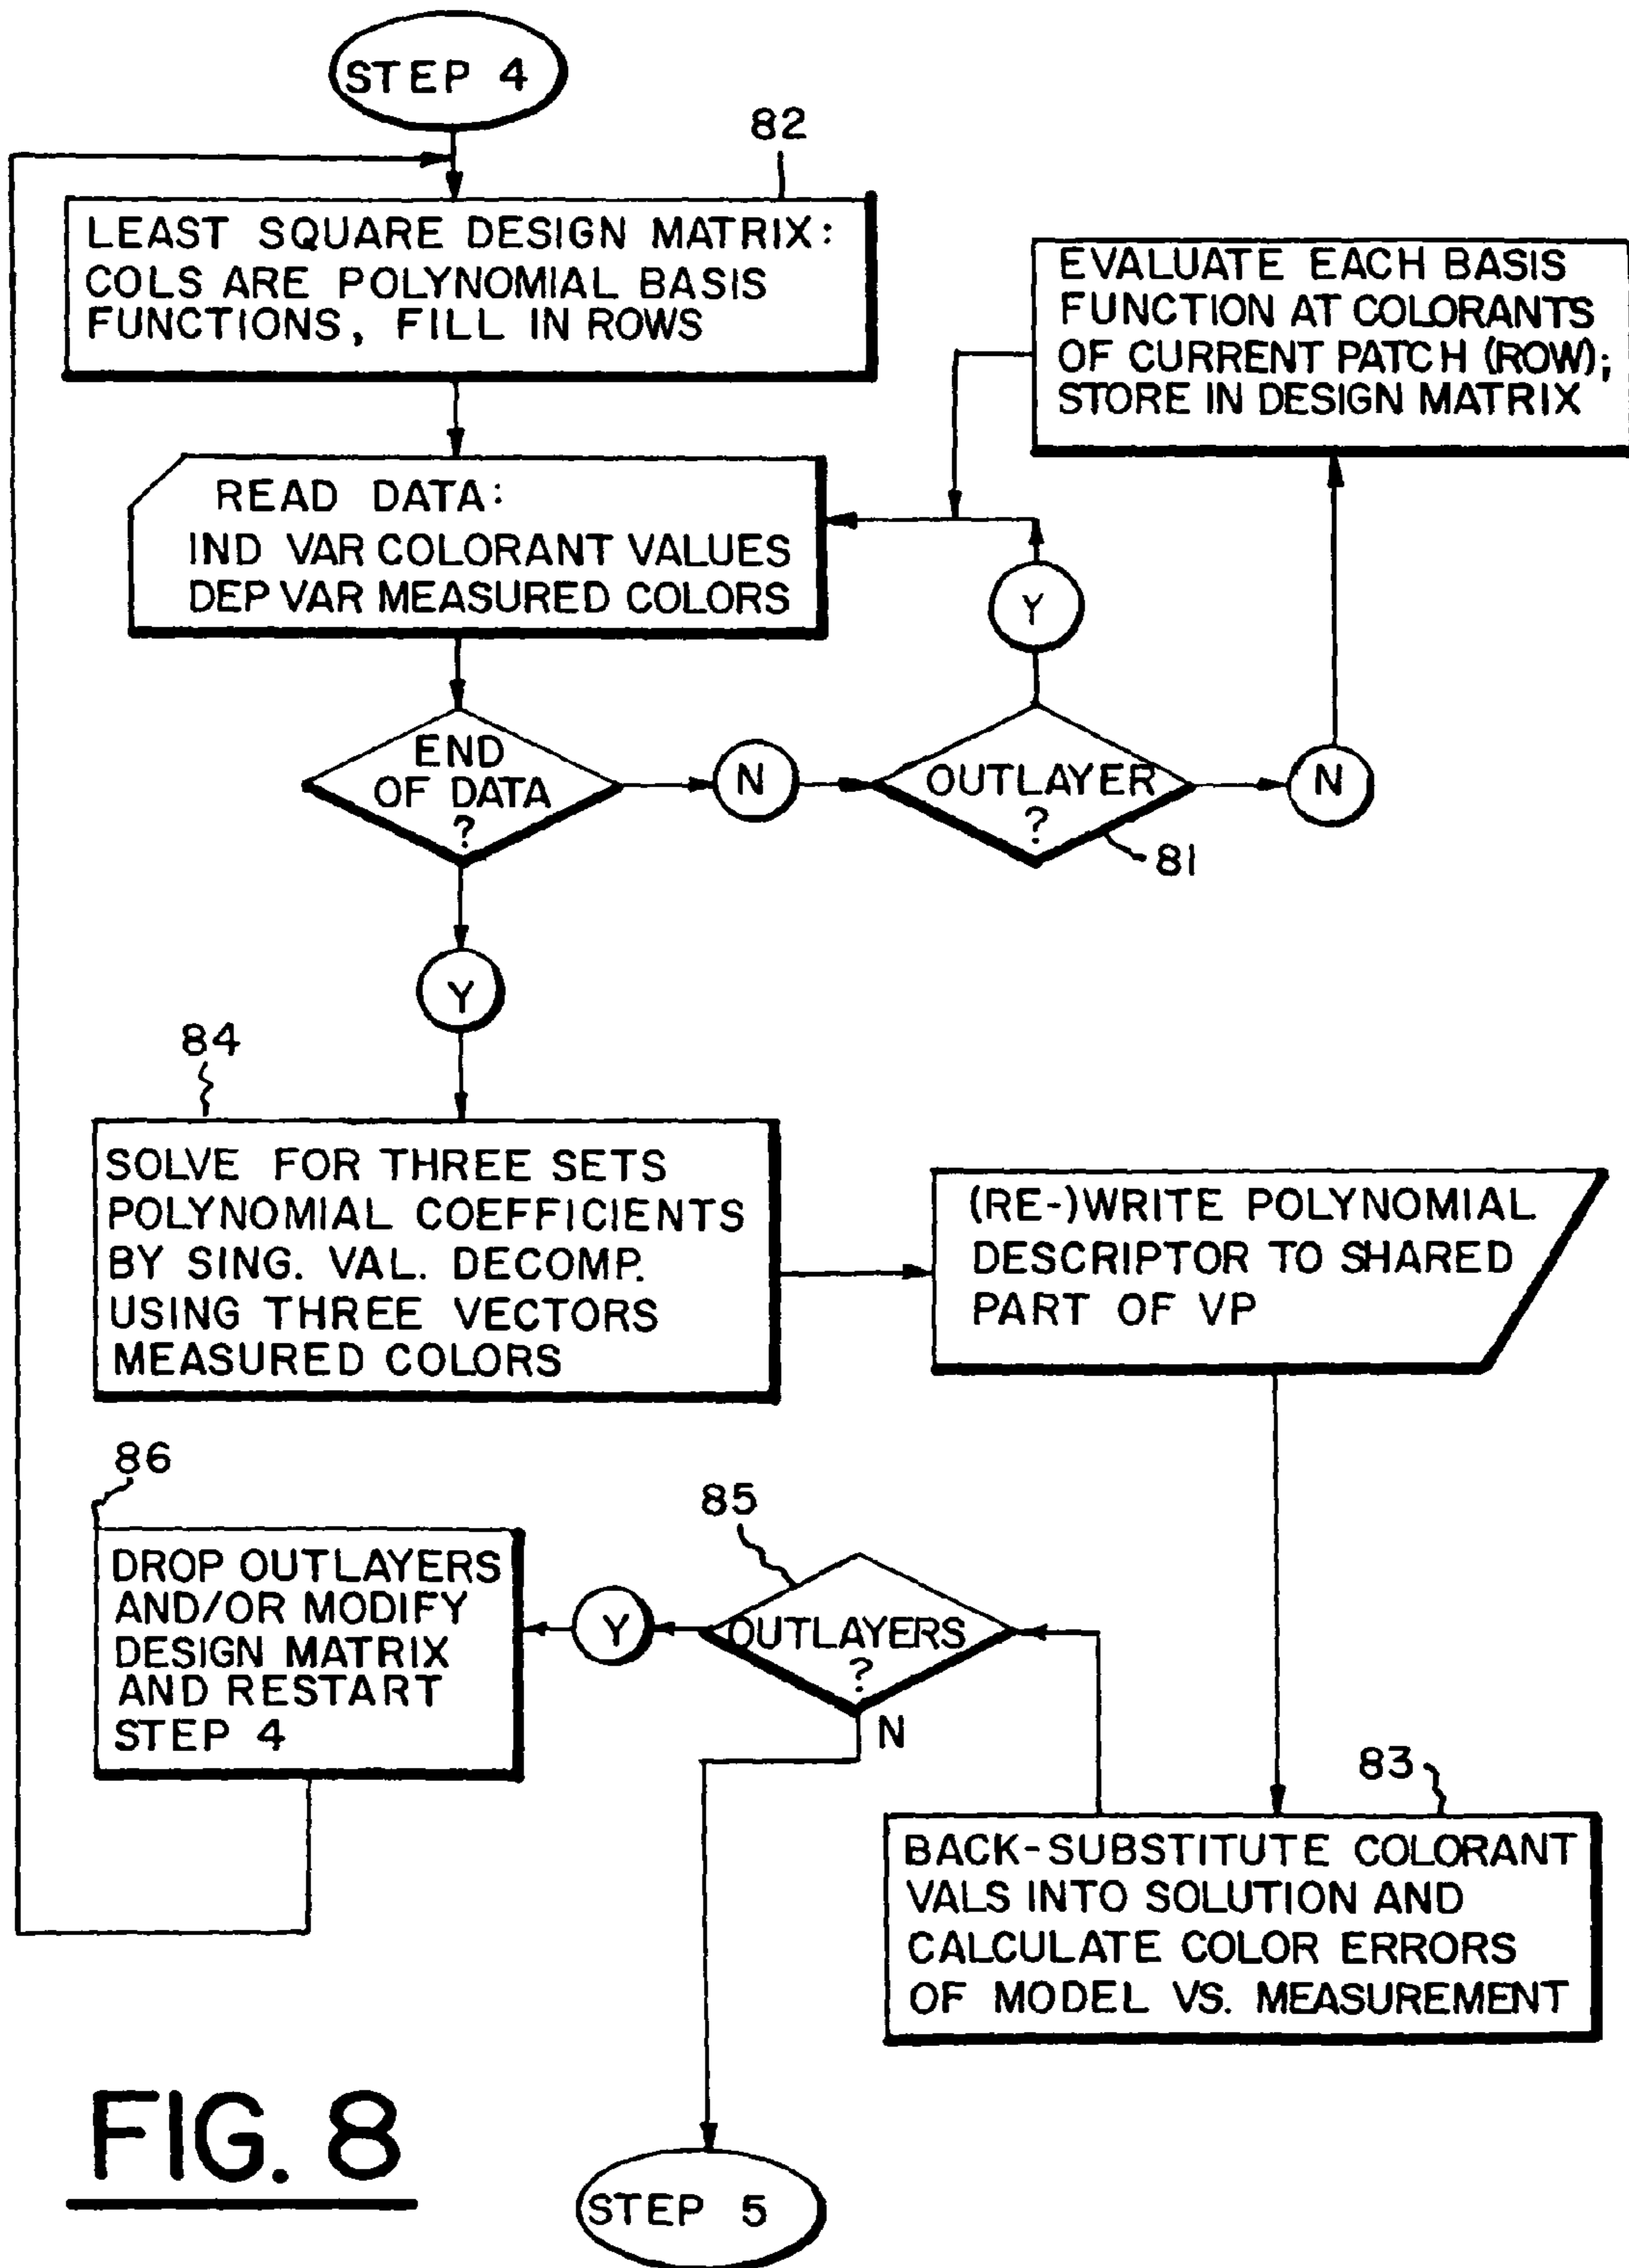 STEP 4
82
LEAST SQUARE DESIGN MATRIX:
COLS ARE POLYNOMIAL BASIS
FUNCTIONS, FILL IN ROWS
EVALUATE EACH BASIS
FUNCTION AT COLORANTS
OF CURRENT PATCH (ROW);
STORE IN DESIGN MATRIX
READ DATA:
IND VAR COLORANT VALUES
DEP VAR MEASURED COLORS
Y
END
OF DATA
?
N
OUTLAYER
?
N
81
Y
84
SOLVE FOR THREE SETS
POLYNOMIAL COEFFICIENTS
BY SING. VAL. DECOMP.
USING THREE VECTORS
MEASURED COLORS
(RE-)WRITE POLYNOMIAL
DESCRIPTOR TO SHARED
PART OF VP
86
DROP OUTLAYERS
AND/OR MODIFY
DESIGN MATRIX
AND RESTART
STEP 4
Y
85
OUTLAYERS
?
N
83
BACK-SUBSTITUTE COLORANT
VALS INTO SOLUTION AND
CALCULATE COLOR ERRORS
OF MODEL VS. MEASUREMENT
FIG. 8
STEP 5